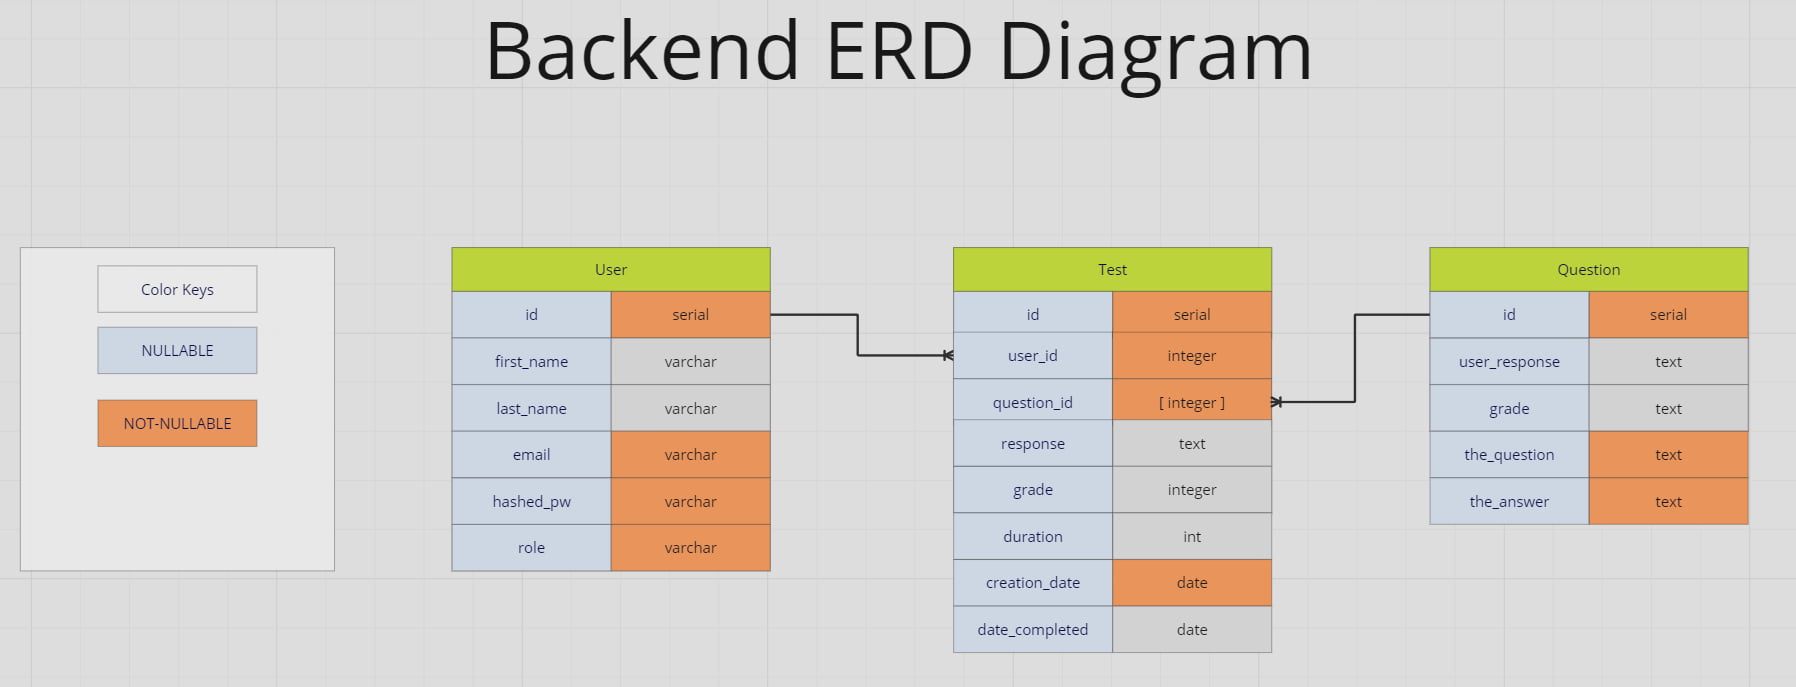 Backend ERD Diagram
Color Keys
NULLABLE
NOT-NULLABLE
User
id serial
first_name varchar
last_name varchar
email varchar
hashed_pw varchar
role varchar
Test
id serial
user_id integer
question_id [ integer ]
response text
grade integer
duration int
creation_date date
date_completed date
Question
id serial
user_response text
grade text
the_question text
the_answer text